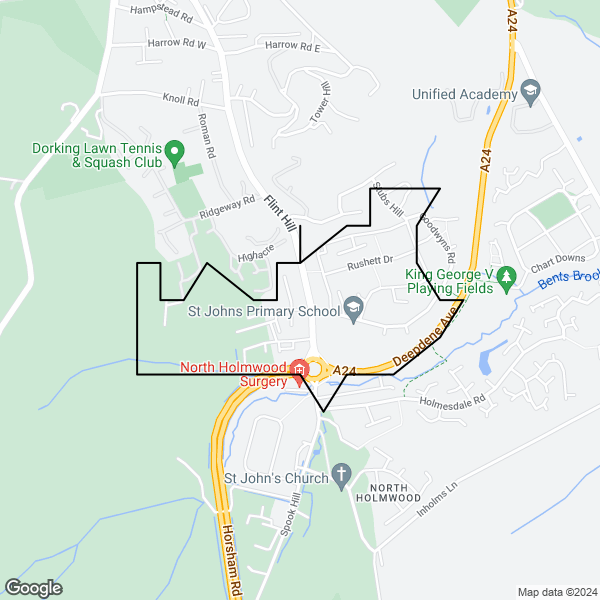 Hampstead Rd
Harrow Rd W
Harrow Rd E
A24
Tower Hill
Unified Academy
Knoll Rd
Roman Rd
Dorking Lawn Tennis
& Squash Club
A24
Stubs Hill
Ridgeway Rd
Flint Hill
Goodwyns Rd
Highacre
Rushett Dr
Chart Downs
King George V
Playing Fields
Bents Brook
St Johns Primary School
Deepdene Ave
North Holmwood
Surgery
A24
Holmesdale Rd
St John's Church
NORTH
HOLMWOOD
Inholms Ln
Spook Hill
Horsham Rd
Google
Map data ©2024